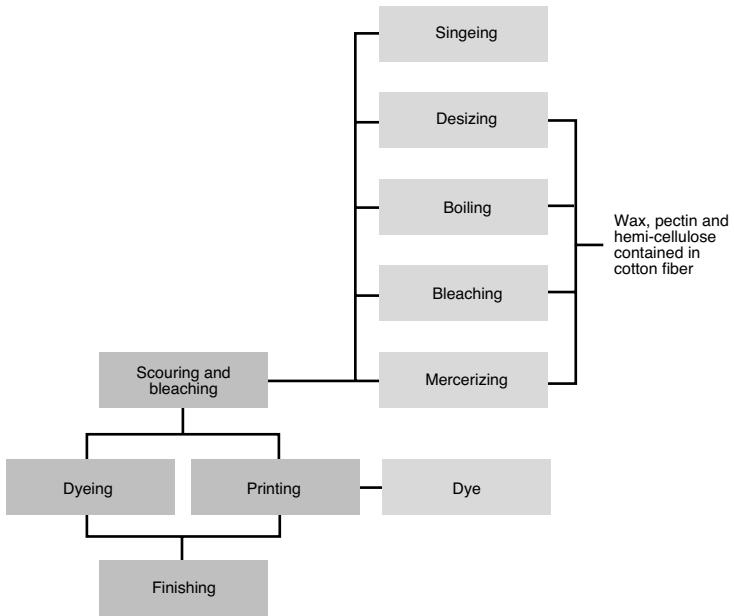 Singeing
Desizing
Boiling
Wax, pectin and
hemi-cellulose
contained in
cotton fiber
Bleaching
Scouring and
bleaching
Mercerizing
Dyeing
Printing
Dye
Finishing